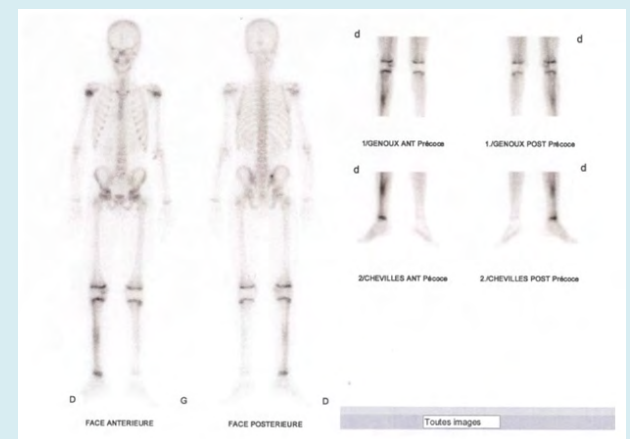 d
d
1/GENOUX ANT Précoce
1./GENOUX POST Précoce
d
d
2/CHEVILLES ANT Pécoce
2./CHEVILLES POST Précoce
D
G
D
FACE ANTERIEURE
FACE POSTERIEURE
Toutes images